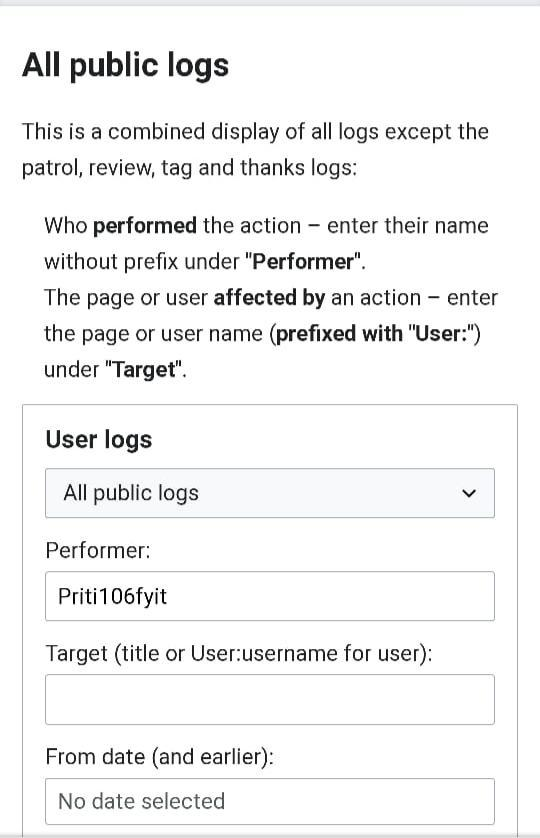 All public logs
This is a combined display of all logs except the
patrol, review, tag and thanks logs:
Who performed the action – enter their name
without prefix under "Performer".
The page or user affected by an action – enter
the page or user name (prefixed with "User:")
under "Target".
User logs
All public logs
Performer:
Priti106fyit
Target (title or User:username for user):
From date (and earlier):
No date selected